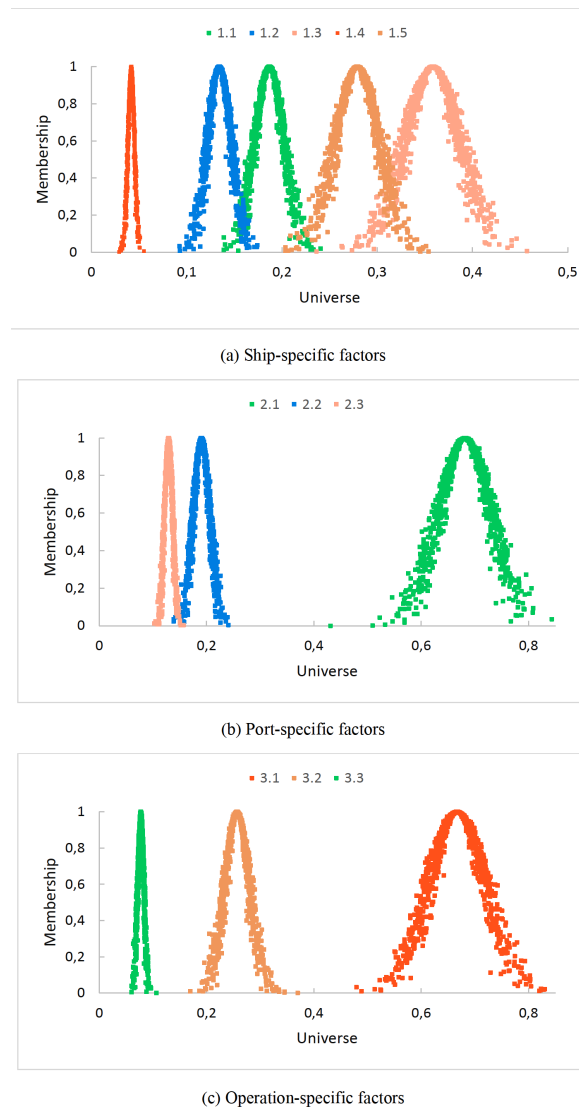 1.1 1.2 1.3 1.4 1.5
1
0,8
0,6
0,4
0,2
0
Membership
0 0,1 0,2 0,3 0,4 0,5
Universe
(a) Ship-specific factors
2.1 2.2 2.3
1
0,8
0,6
0,4
0,2
0
Membership
0 0,2 0,4 0,6 0,8
Universe
(b) Port-specific factors
3.1 3.2 3.3
1
0,8
0,6
0,4
0,2
0
Membership
0 0,2 0,4 0,6 0,8
Universe
(c) Operation-specific factors